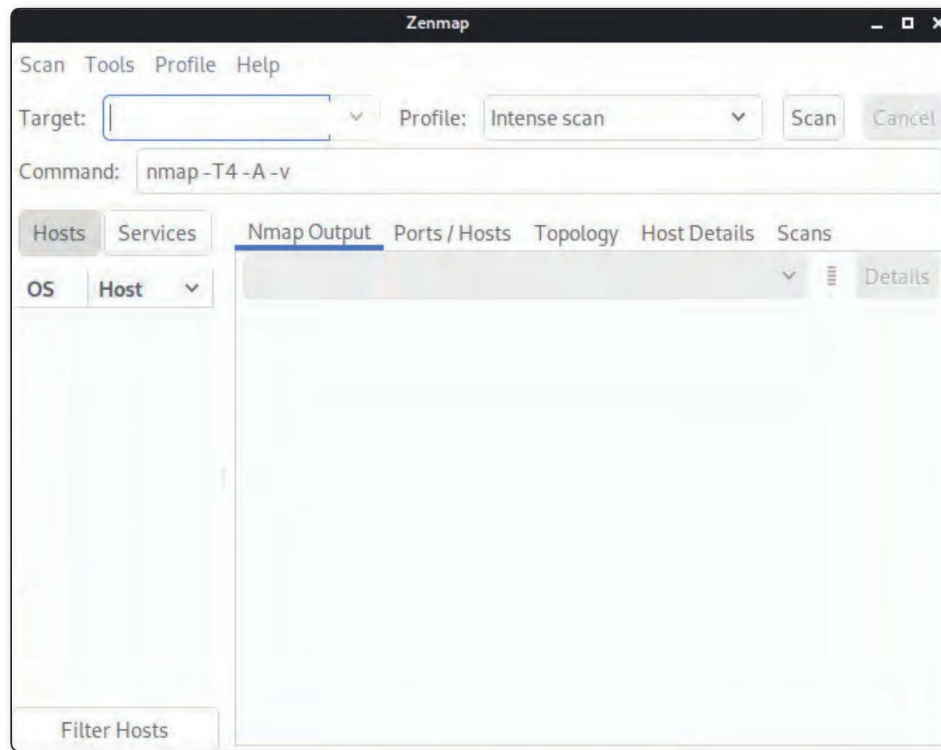 Zenmap
Scan Tools Profile Help
Target: Profile: Intense scan Scan Cancel
Command: nmap -T4 -A -v
Hosts Services Nmap Output Ports / Hosts Topology Host Details Scans
OS Host Details
Filter Hosts